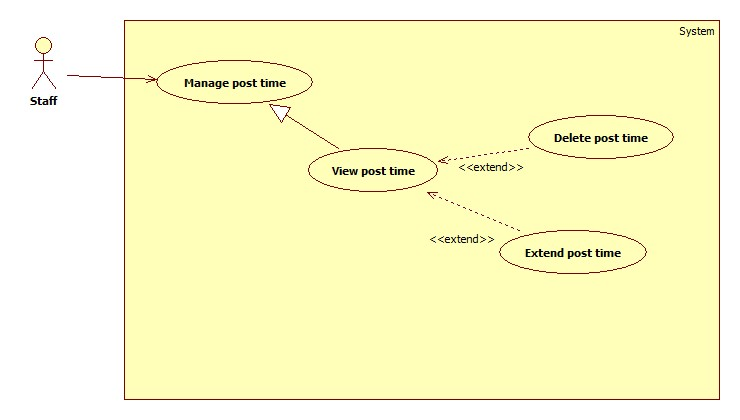 System
Staff
Manage post time
Delete post time
<<extend>>
View post time
<<extend>>
Extend post time